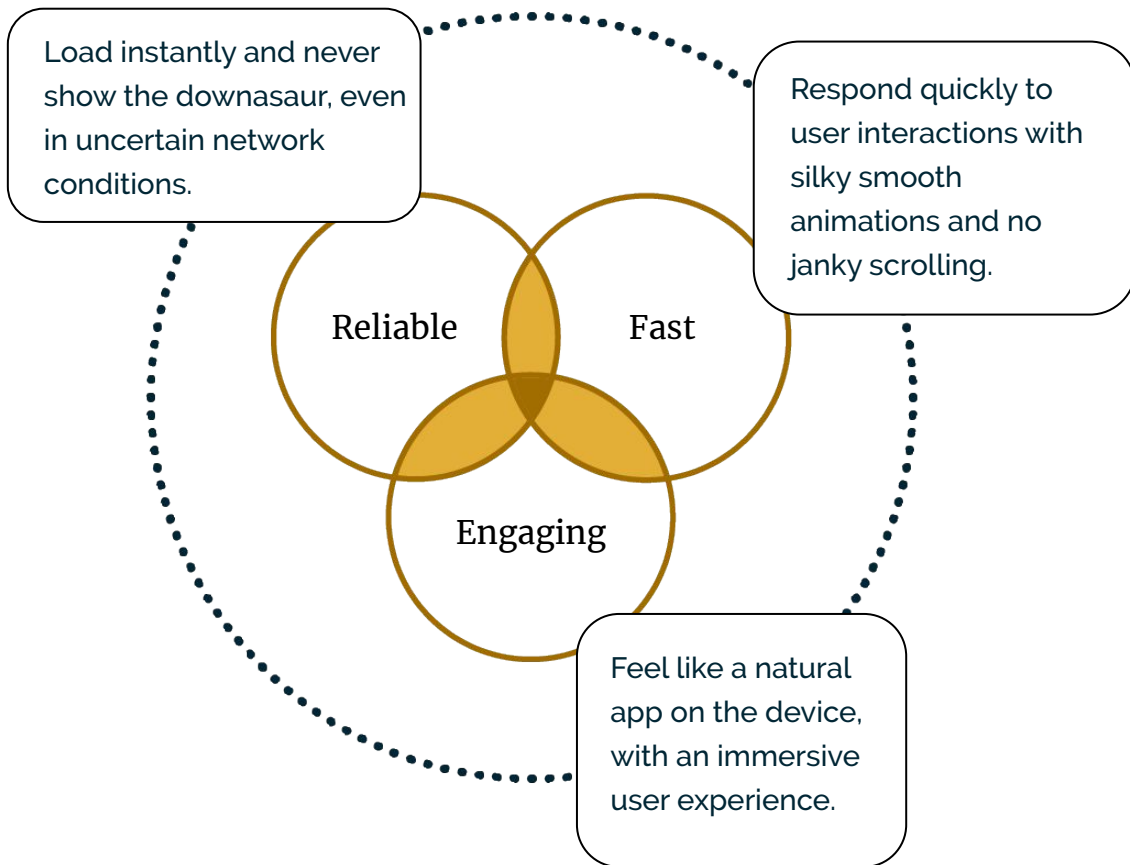 Load instantly and never
show the downasaur, even
in uncertain network
conditions.
Respond quickly to
user interactions with
silky smooth
animations and no
janky scrolling.
Reliable
Fast
Engaging
Feel like a natural
app on the device,
with an immersive
user experience.